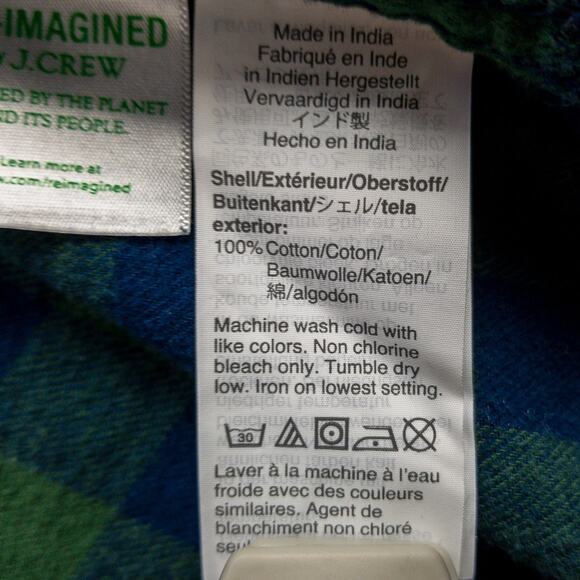 -IMAGINED
J.CREW
ED BY THE PLANET
ND ITS PEOPLE.
Learn more at
w.com/reimagined
Made in India
Fabriqué en Inde
in Indien Hergestellt
Vervaardigd in India
インド製
Hecho en India
Shell/Extérieur/Oberstoff/
Buitenkant/シェル/tela
exterior:
100% Cotton/Coton/
Baumwolle/Katoen/
綿/algodón
Machine wash cold with
like colors. Non chlorine
bleach only. Tumble dry
low. Iron on lowest setting.
30
Laver à la machine à l'eau
froide avec des couleurs
similaires. Agent de
blanchiment non chloré